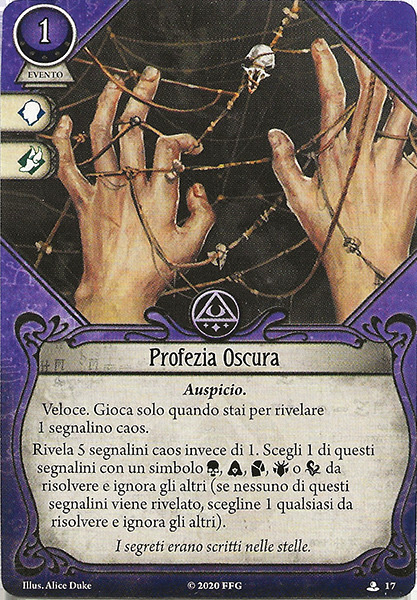 1
EVENTO
Profezia Oscura
Auspicio.
Veloce. Gioca solo quando stai per rivelare
1 segnalino caos.
Rivela 5 segnalini caos invece di 1. Scegli 1 di questi
segnalini con un simbolo , , , o da
risolvere e ignora gli altri (se nessuno di questi
segnalini viene rivelato, scegline 1 qualsiasi da
risolvere e ignora gli altri).
I segreti erano scritti nelle stelle.
Illus. Alice Duke © 2020 FFG 17